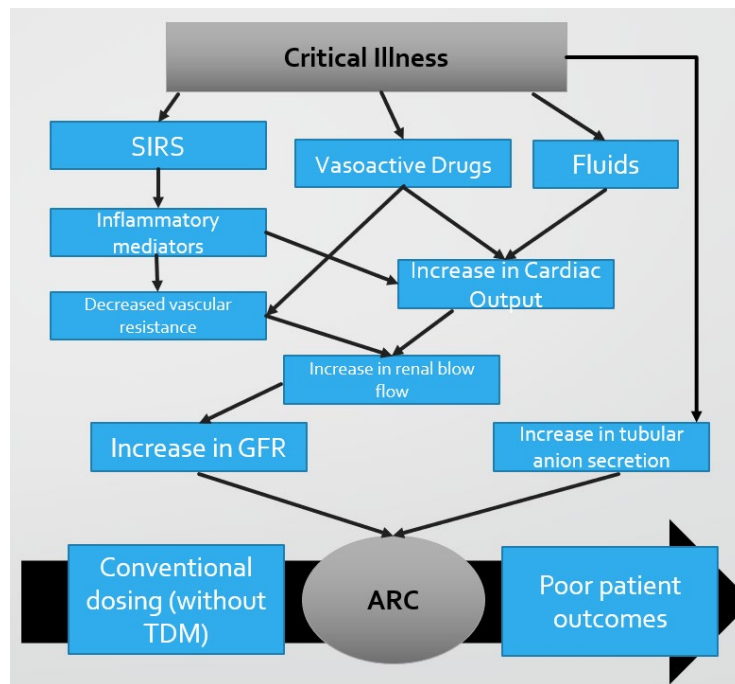 Critical Illness
SIRS
Vasoactive Drugs
Fluids
Inflammatory
mediators
Increase in Cardiac
Output
Decreased vascular
resistance
Increase in renal blow
flow
Increase in GFR
Increase in tubular
anion secretion
Conventional
dosing (without
TDM)
ARC
Poor patient
outcomes